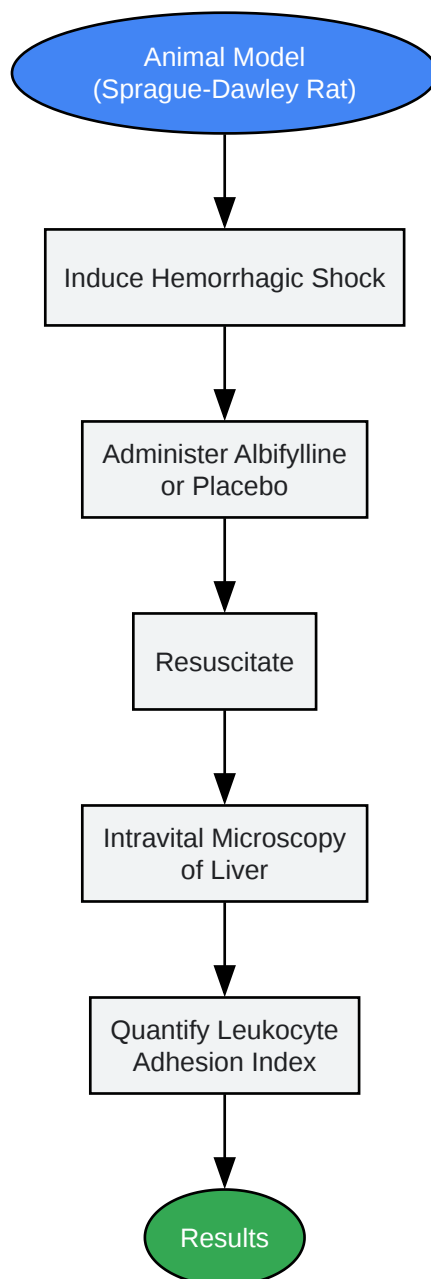 Animal Model
(Sprague-Dawley Rat)
Induce Hemorrhagic Shock
Administer Albifylline
or Placebo
Resuscitate
Intravital Microscopy
of Liver
Quantify Leukocyte
Adhesion Index
Results